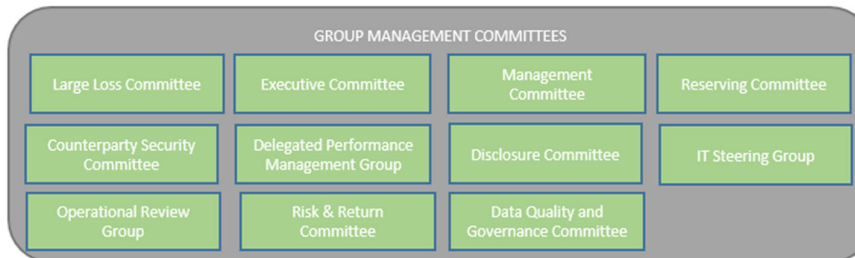 GROUP MANAGEMENT COMMITTEES
Large Loss Committee
Executive Committee
Management
Committee
Reserving Committee
Counterparty Security
Committee
Delegated Performance
Management Group
Disclosure Committee
IT Steering Group
Operational Review
Group
Risk & Return
Committee
Data Quality and
Governance Committee